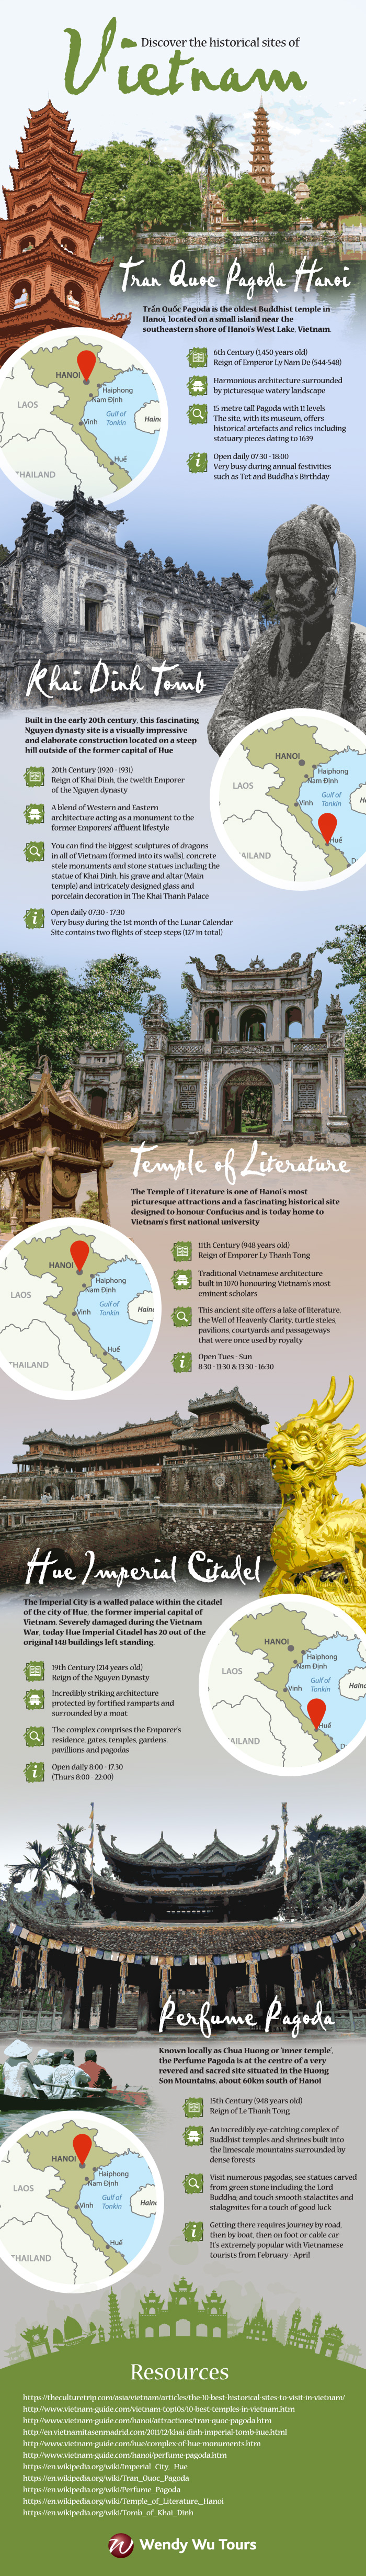 Discover the historical sites of
Vietnam
Tran Quoc Pagoda Hanoi
Trấn Quốc Pagoda is the oldest Buddhist temple in
Hanoi, located on a small island near the
southeastern shore of Hanoi's West Lake, Vietnam.
6th Century (1,450 years old)
Reign of Emperor Ly Nam De (544-548)
Harmonious architecture surrounded
by picturesque watery landscape
15 metre tall Pagoda with 11 levels
The site, with its museum, offers
historical artefacts and relics including
statuary pieces dating to 1639
Open daily 07:30 - 18:00
Very busy during annual festivities
such as Tet and Buddha's Birthday
HANOI
Haiphong
Nam Định
LAOS
Gulf of
Tonkin
Hain
Vinh
Huế
THAILAND
Khai Dinh Tomb
Built in the early 20th century, this fascinating
Nguyen dynasty site is a visually impressive
and elaborate construction located on a steep
hill outside of the former capital of Hue
20th Century (1920 - 1931)
Reign of Khai Dinh, the twelth Emporer
of the Nguyen dynasty
A blend of Western and Eastern
architecture acting as a monument to the
former Emporers' affluent lifestyle
You can find the biggest sculptures of dragons
in all of Vietnam (formed into its walls), concrete
stele monuments and stone statues including the
statue of Khai Dinh, his grave and altar (Main
temple) and intricately designed glass and
porcelain decoration in The Khai Thanh Palace
Open daily 07:30 - 17:30
Very busy during the 1st month of the Lunar Calendar
Site contains two flights of steep steps (127 in total)
HANOI
Haiphong
Nam Định
LAOS
Gulf of
Tonkin
Ha
Vinh
Huế
AILAND
D
Temple of Literature
The Temple of Literature is one of Hanoi's most
picturesque attractions and a fascinating historical site
designed to honour Confucius and is today home to
Vietnam's first national university
11th Century (948 years old)
Reign of Emporer Ly Thanh Tong
Traditional Vietnamese architecture
built in 1070 honouring Vietnam's most
eminent scholars
This ancient site offers a lake of literature,
the Well of Heavenly Clarity, turtle steles,
pavilions, courtyards and passageways
that were once used by royalty
Open Tues - Sun
8:30 - 11:30 & 13:30 - 16:30
HANOI
Haiphong
Nam Định
LAOS
Gulf of
Tonkin
Haina
Vinh
Huế
THAILAND
Hue Imperial Citadel
The Imperial City is a walled palace within the citadel
of the city of Hue, the former imperial capital of
Vietnam. Severely damaged during the Vietnam
War, today Hue Imperial Citadel has 20 out of the
original 148 buildings left standing.
19th Century (214 years old)
Reign of the Nguyen Dynasty
Incredibly striking architecture
protected by fortified ramparts and
surrounded by a moat
The complex comprises the Emporer's
residence, gates, temples, gardens,
pavillions and pagodas
Open daily 8:00 - 17:30
(Thurs 8:00 - 22:00)
HANOI
Haiphong
Nam Định
LAOS
Gulf of
Tonkin
Haina
Vinh
Huế
AILAND
D
Perfume Pagoda
Known locally as Chua Huong or 'inner temple',
the Perfume Pagoda is at the centre of a very
revered and sacred site situated in the Huong
Son Mountains, about 60km south of Hanoi
15th Century (948 years old)
Reign of Le Thanh Tong
An incredibly eye-catching complex of
Buddhist temples and shrines built into
the limescale mountains surrounded by
dense forests
Visit numerous pagodas, see statues carved
from green stone including the Lord
Buddha, and touch smooth stalactites and
stalagmites for a touch of good luck
Getting there requires journey by road,
then by boat, then on foot or cable car
It's extremely popular with Vietnamese
tourists from February - April
HANOI
Haiphong
Nam Định
LAOS
Gulf of
Tonkin
Haina
Vinh
Huế
THAILAND
Resources
https://theculturetrip.com/asia/vietnam/articles/the-10-best-historical-sites-to-visit-in-vietnam/
http://www.vietnam-guide.com/vietnam-top10s/10-best-temples-in-vietnam.htm
http://www.vietnam-guide.com/hanoi/attractions/tran-quoc-pagoda.htm
http://en.vietnamitasenmadrid.com/2011/12/khai-dinh-imperial-tomb-hue.html
http://www.vietnam-guide.com/hue/complex-of-hue-monuments.htm
http://www.vietnam-guide.com/hanoi/perfume-pagoda.htm
https://en.wikipedia.org/wiki/Imperial_City,_Hue
https://en.wikipedia.org/wiki/Tran_Quoc_Pagoda
https://en.wikipedia.org/wiki/Perfume_Pagoda
https://en.wikipedia.org/wiki/Temple_of_Literature,_Hanoi
https://en.wikipedia.org/wiki/Tomb_of_Khai_Dinh
Wendy Wu Tours